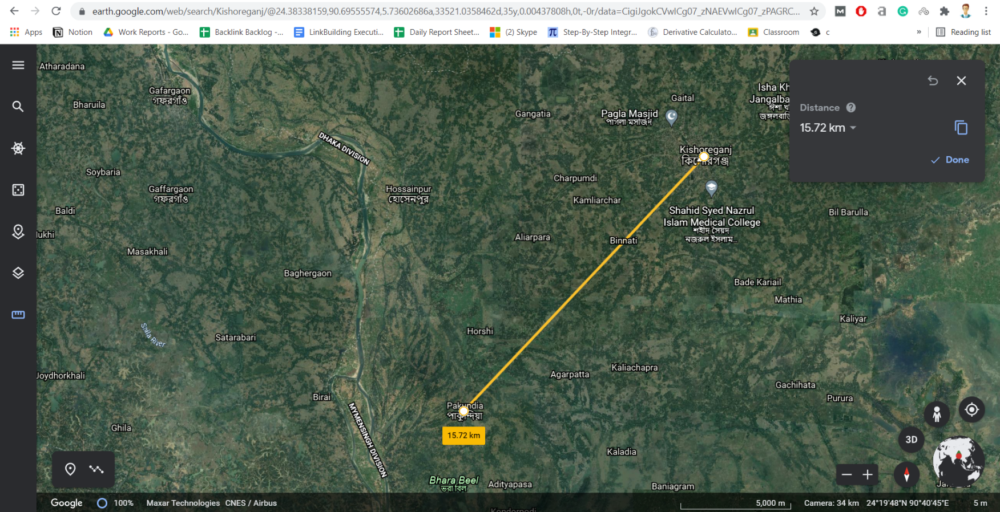 earth.google.com/web/search/Kishoreganj/@24.38338159,90.69555574,5.73602686a,33521.0358462d,35y,0.00437808h,0t,-0r/data=CigiJgokCVwICg07_zNAEVwICg07_zPAGRC...
Apps
Notion
Work Reports - Go...
Backlink Backlog -...
LinkBuilding Executi...
Daily Report Sheet...
(2) Skype
Step-By-Step Integr...
Derivative Calculato...
Classroom
c
»
Reading list
Atharadana
Gafargaon
গফরগাঁও
Bharuila
DHAKA DIVISION
Gangatia
Pagla Masjid
পাগলা মসজিদ
Gaital
Isha Kh
Jangalba
ঈশা খ
জঙ্গলবাড়ি
Distance
15.72 km
Done
Kishoreganj
কিশোরগঞ্জ
Soybaria
Gaffargaon
গফরগাঁও
Hossainpur
হোসেনপুর
Charpumdi
Kamliarchar
Baldi
Shahid Syed Nazrul
Islam Medical College
শহীদ সৈয়দ
নজরুল ইসলাম...
Bil Barulla
lukhi
Aliarpara
Binnati
Masakhali
Baghergaon
Bade Kariail
Mathia
Kaliyar
Horshi
Satarabari
Snila River
Joydhorkhali
Agarpatta
Kaliachapra
Gachihata
Purura
Birai
Pakundia
পাকুন্দিয়া
MYMENSINGH DIVISION
Ghila
15.72 km
3D
Kaladia
Bhara Beel
ভরা বিল
Adityapasa
Baniagram
Google
100%
Maxar Technologies
CNES / Airbus
5,000 m
Camera: 34 km
24°19'48"N 90°40'45"E
5 m